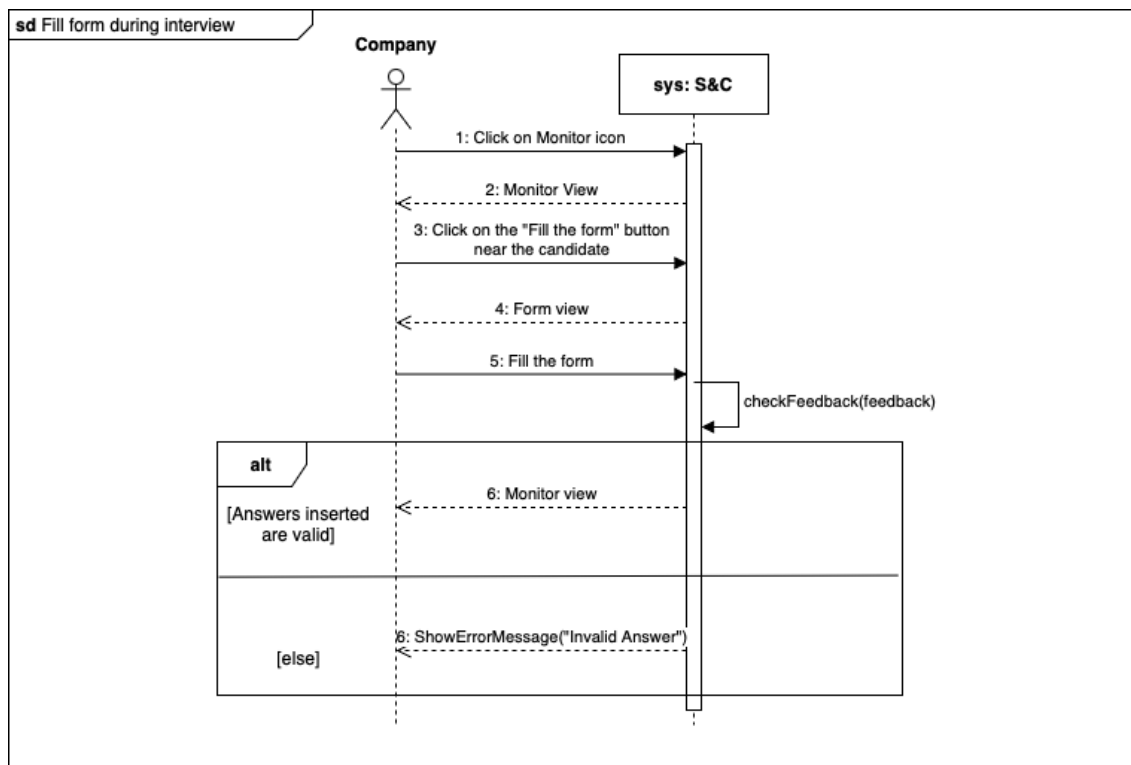 sd Fill form during interview
Company
sys: S&C
1: Click on Monitor icon
2: Monitor View
3: Click on the "Fill the form" button
near the candidate
4: Form view
5: Fill the form
checkFeedback(feedback)
alt
6: Monitor view
[Answers inserted
are valid]
6: ShowErrorMessage("Invalid Answer")
[else]